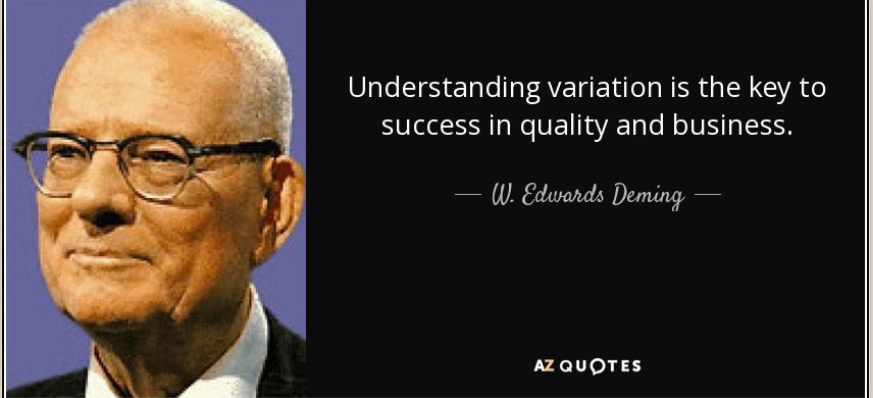 Understanding variation is the key to
success in quality and business.
— W. Edwards Deming —
AZ QUOTES